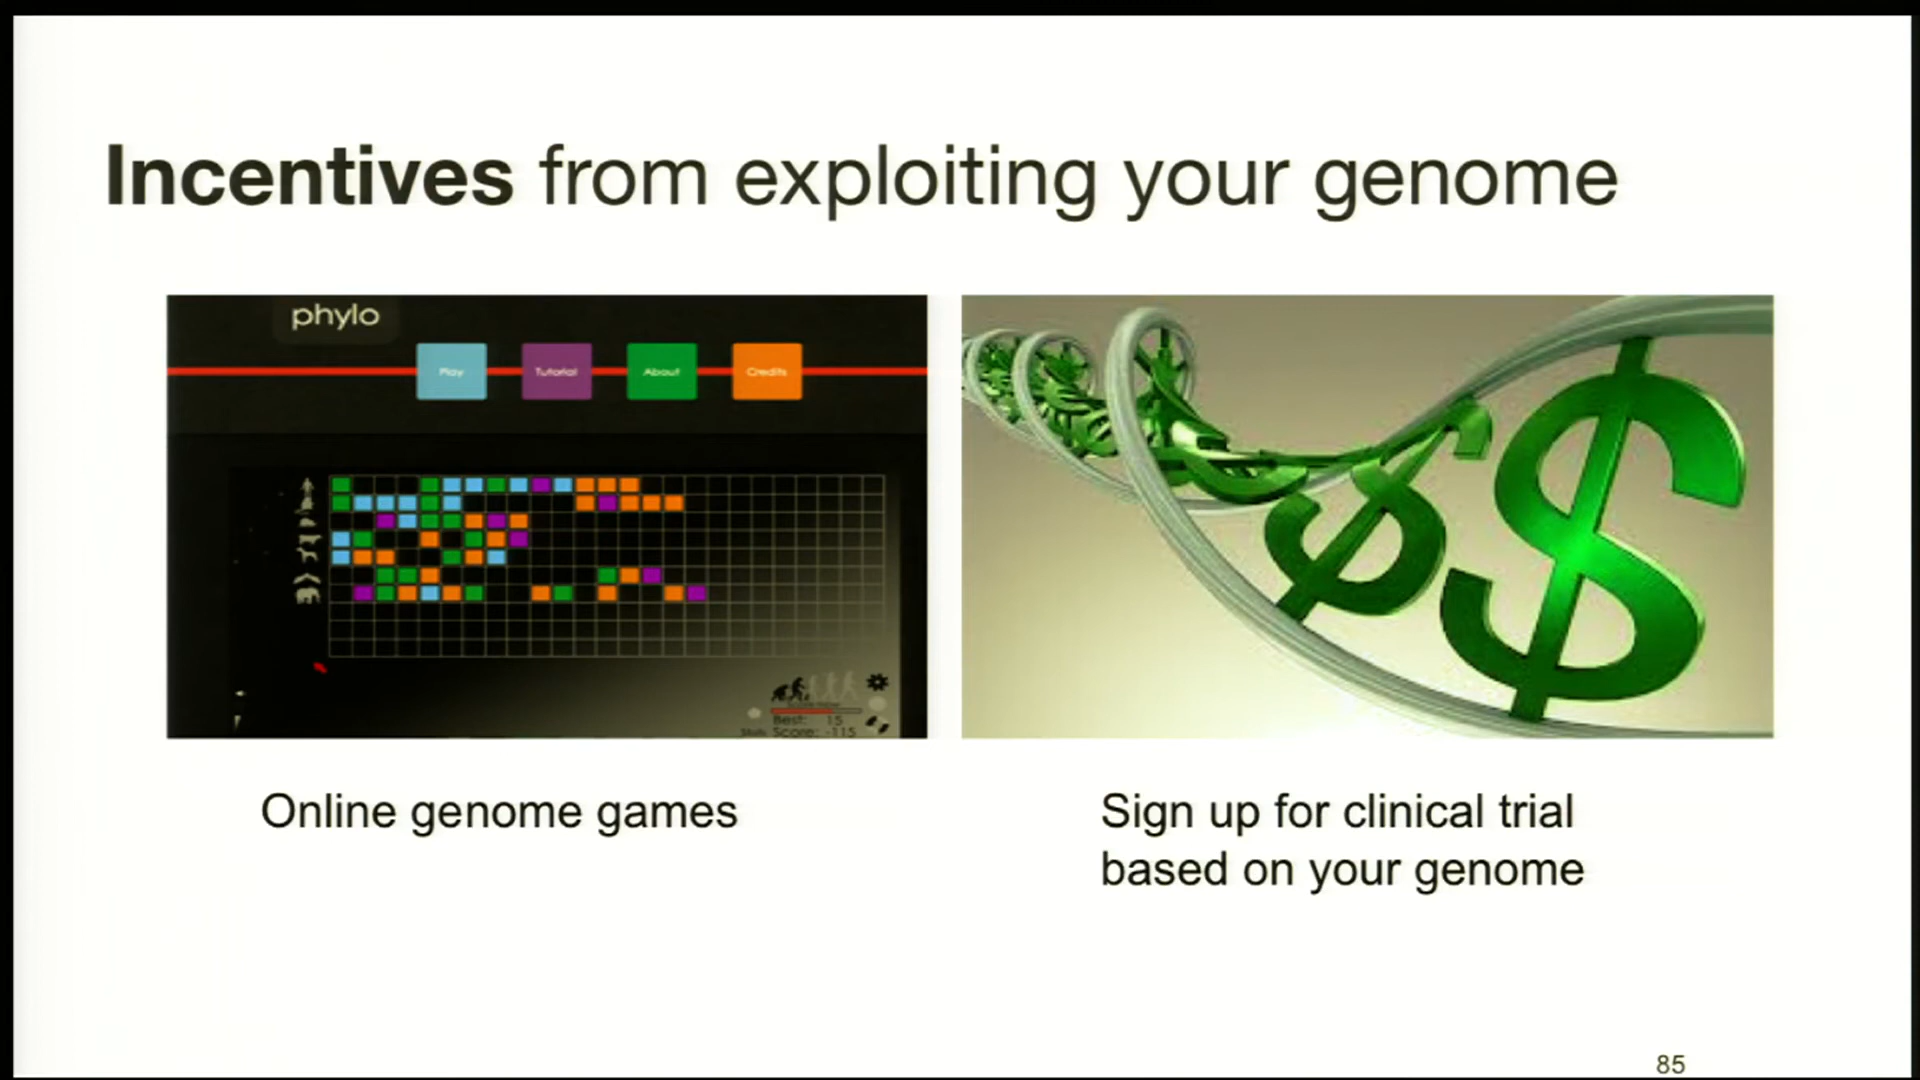 Incentives from exploiting your genome
phylo
Play
Tutorial
About
Credits
Best: 15
Score: -115
Online genome games
Sign up for clinical trial
based on your genome
85